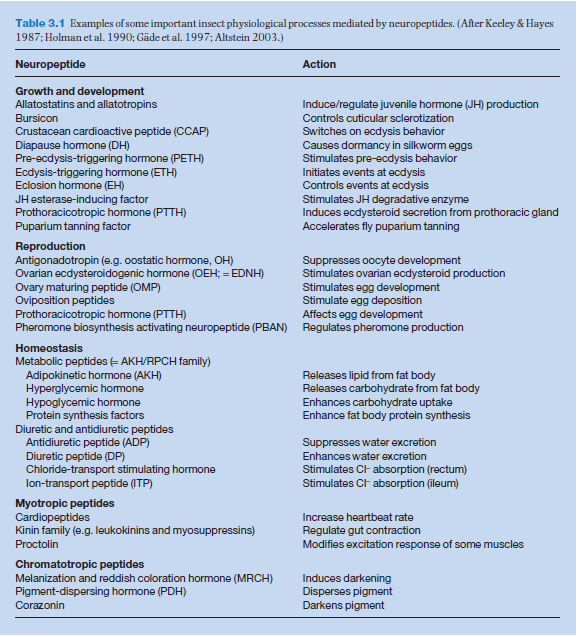 Table 3.1 Examples of some important insect physiological processes mediated by neuropeptides. (After Keeley & Hayes
1987; Holman et al. 1990; Gäde et al. 1997; Altstein 2003.)
Neuropeptide Action
Growth and development
Allatostatins and allatotropins Induce/regulate juvenile hormone (JH) production
Bursicon Controls cuticular sclerotization
Crustacean cardioactive peptide (CCAP) Switches on ecdysis behavior
Diapause hormone (DH) Causes dormancy in silkworm eggs
Pre-ecdysis-triggering hormone (PETH) Stimulates pre-ecdysis behavior
Ecdysis-triggering hormone (ETH) Initiates events at ecdysis
Eclosion hormone (EH) Controls events at ecdysis
JH esterase-inducing factor Stimulates JH degradative enzyme
Prothoracicotropic hormone (PTTH) Induces ecdysteroid secretion from prothoracic gland
Puparium tanning factor Accelerates fly puparium tanning
Reproduction
Antigonadotropin (e.g. oostatic hormone, OH) Suppresses oocyte development
Ovarian ecdysteroidogenic hormone (OEH; = EDNH) Stimulates ovarian ecdysteroid production
Ovary maturing peptide (OMP) Stimulates egg development
Oviposition peptides Stimulate egg deposition
Prothoracicotropic hormone (PTTH) Affects egg development
Pheromone biosynthesis activating neuropeptide (PBAN) Regulates pheromone production
Homeostasis
Metabolic peptides (= AKH/RPCH family)
Adipokinetic hormone (AKH) Releases lipid from fat body
Hyperglycemic hormone Releases carbohydrate from fat body
Hypoglycemic hormone Enhances carbohydrate uptake
Protein synthesis factors Enhance fat body protein synthesis
Diuretic and antidiuretic peptides
Antidiuretic peptide (ADP) Suppresses water excretion
Diuretic peptide (DP) Enhances water excretion
Chloride-transport stimulating hormone Stimulates Cl⁻ absorption (rectum)
Ion-transport peptide (ITP) Stimulates Cl⁻ absorption (ileum)
Myotropic peptides
Cardiopeptides Increase heartbeat rate
Kinin family (e.g. leukokinins and myosuppressins) Regulate gut contraction
Proctolin Modifies excitation response of some muscles
Chromatotropic peptides
Melanization and reddish coloration hormone (MRCH) Induces darkening
Pigment-dispersing hormone (PDH) Disperses pigment
Corazonin Darkens pigment